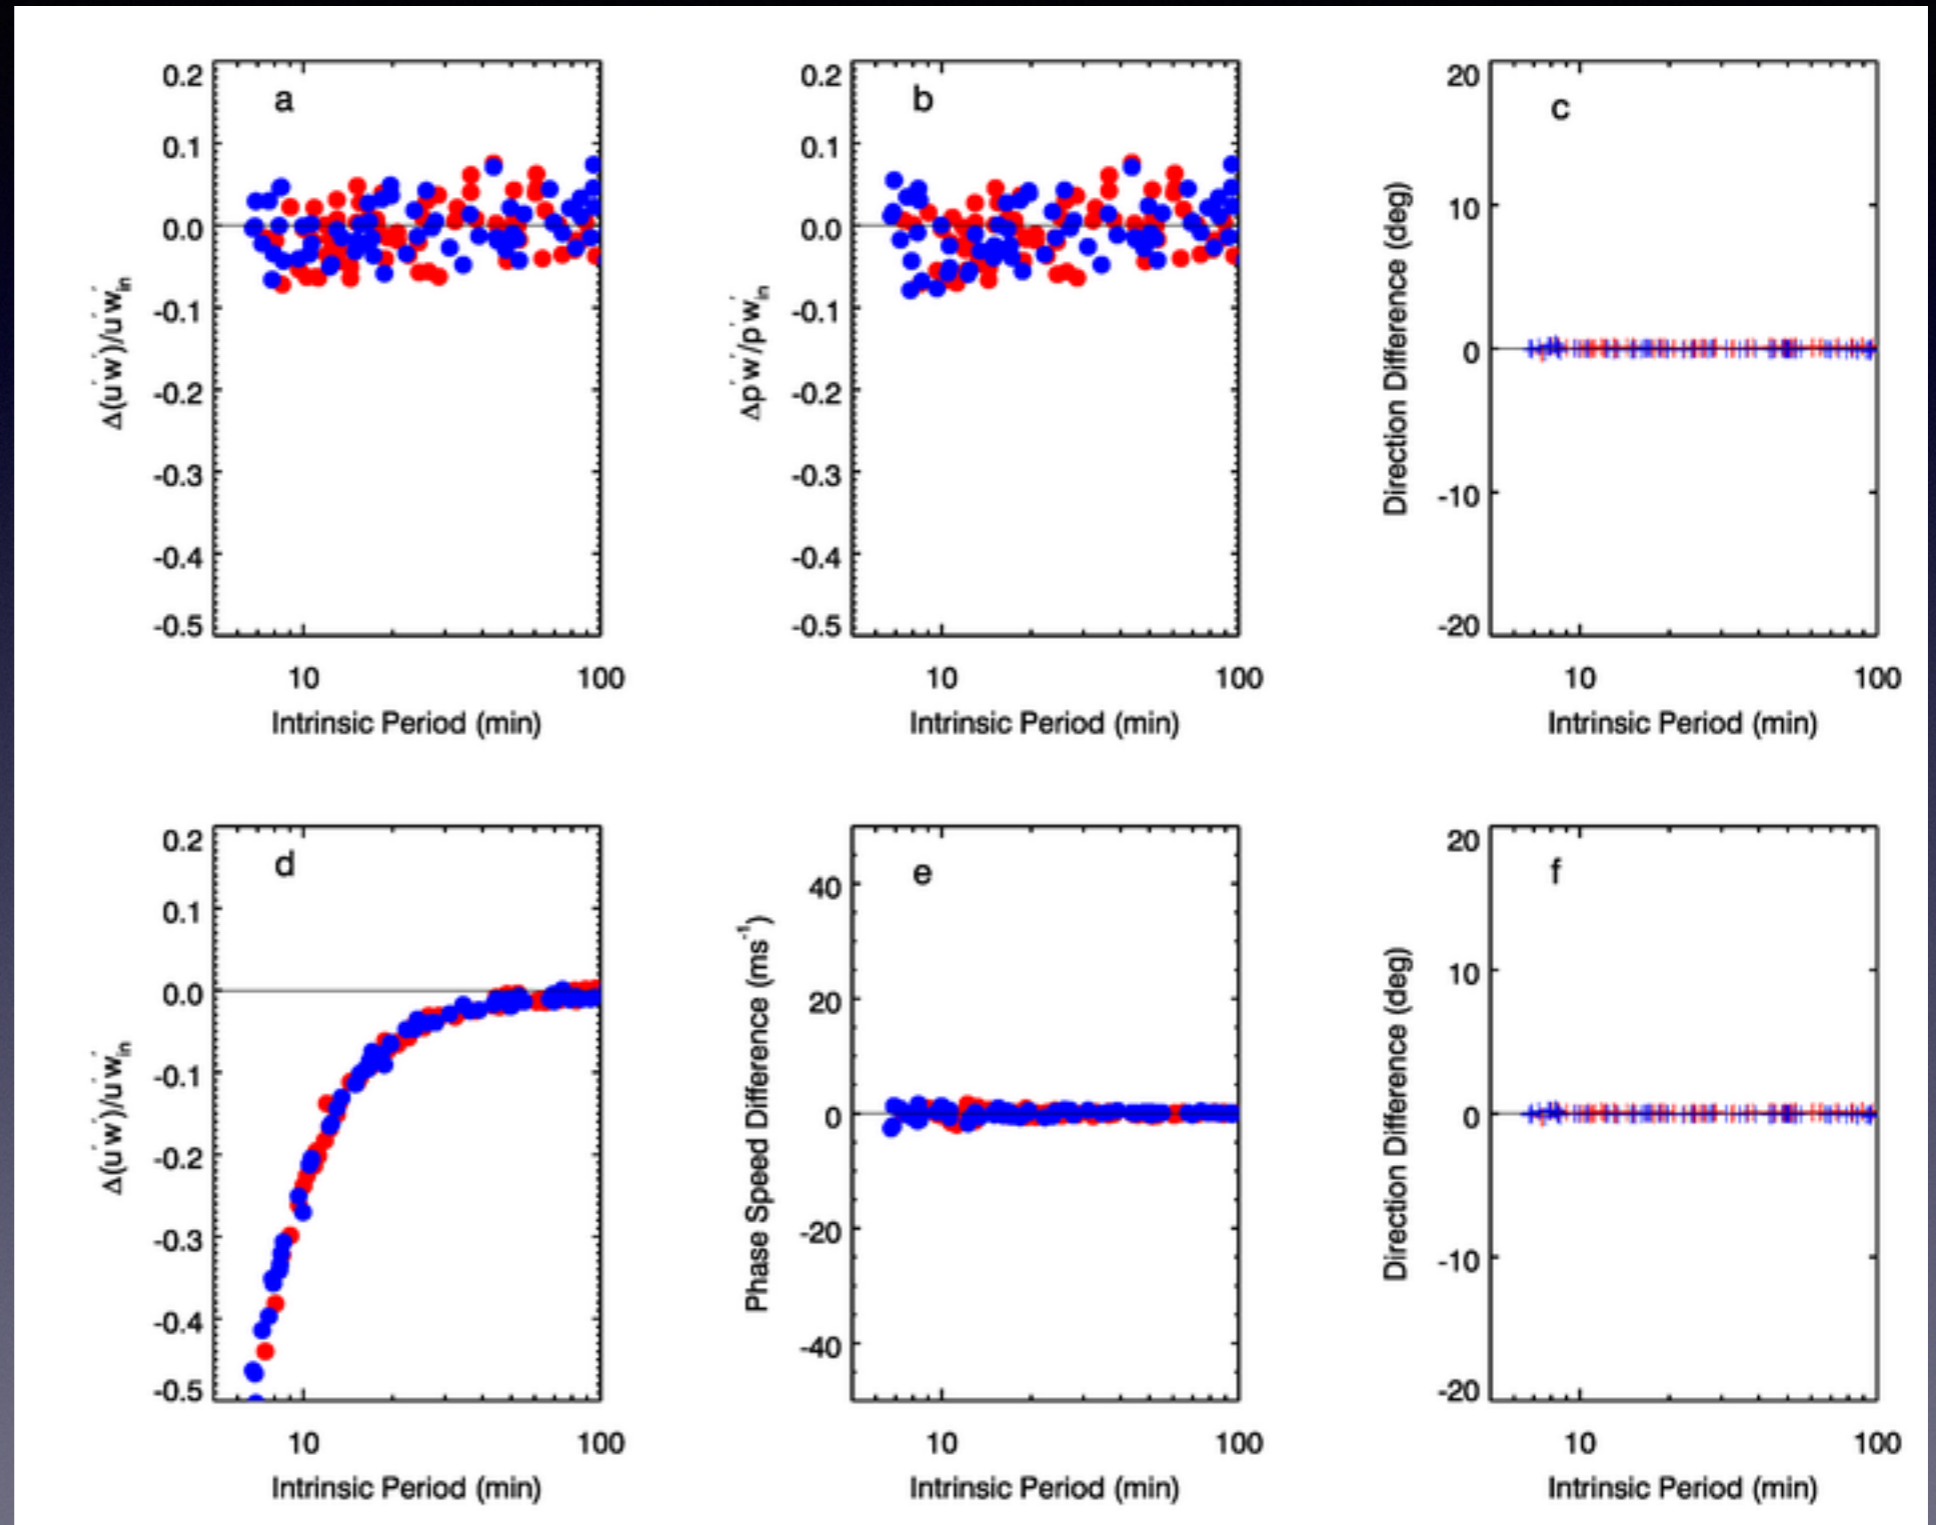 a
0.2
0.1
0.0
-0.1
-0.2
-0.3
-0.4
-0.5
Δ(u'w')/u'w'in
10 100
Intrinsic Period (min)
b
0.2
0.1
0.0
-0.1
-0.2
-0.3
-0.4
-0.5
Δp'w'/p'w'in
10 100
Intrinsic Period (min)
c
20
10
0
-10
-20
Direction Difference (deg)
10 100
Intrinsic Period (min)
d
0.2
0.1
0.0
-0.1
-0.2
-0.3
-0.4
-0.5
Δ(u'w')/u'w'in
10 100
Intrinsic Period (min)
e
40
20
0
-20
-40
Phase Speed Difference (ms-1)
10 100
Intrinsic Period (min)
f
20
10
0
-10
-20
Direction Difference (deg)
10 100
Intrinsic Period (min)